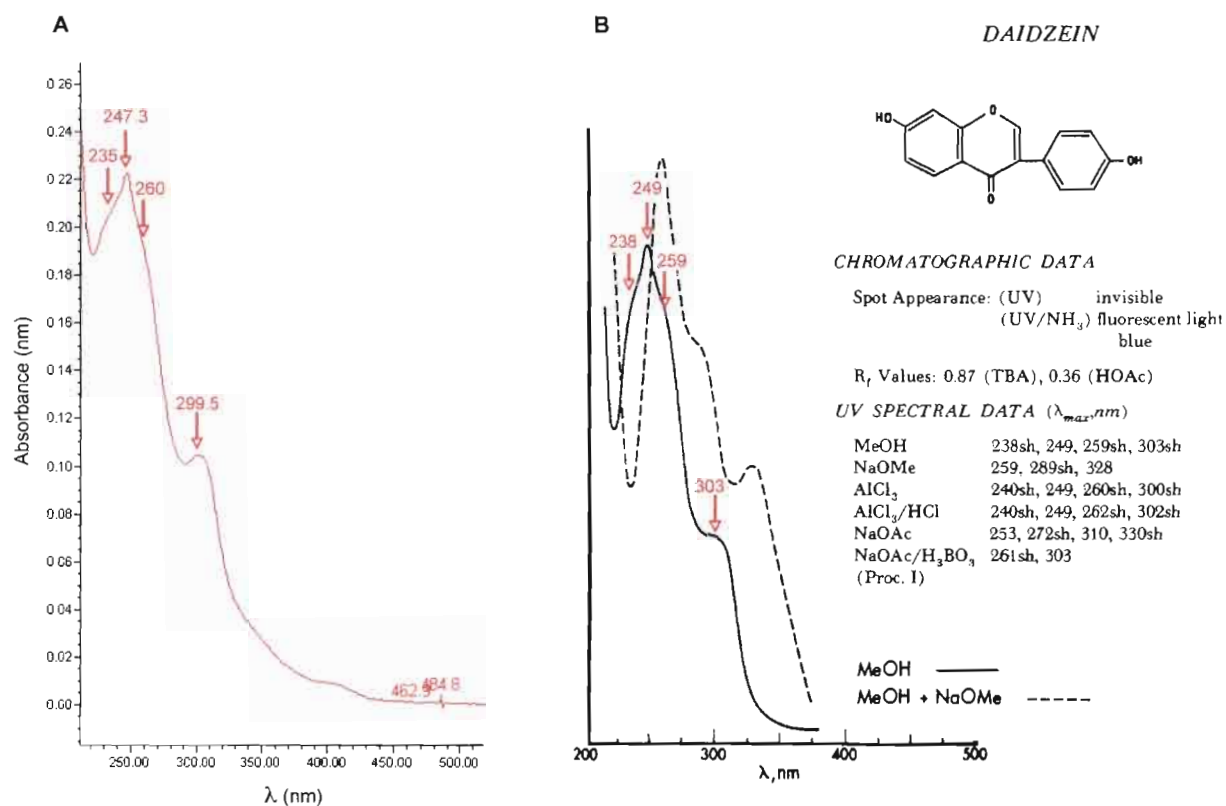 A
0.26
0.24
0.22
0.20
0.18
0.16
0.14
0.12
0.10
0.08
0.06
0.04
0.02
0.00
Absorbance (nm)
247.3
235
260
299.5
462.9
484.8
250.00
300.00
350.00
400.00
450.00
500.00
λ (nm)
B
249
238
259
303
200
300
500
λ,nm
DAIDZEIN
HO
O
O
OH
CHROMATOGRAPHIC DATA
Spot Appearance: (UV) invisible
(UV/NH₃) fluorescent light
blue
Rf Values: 0.87 (TBA), 0.36 (HOAc)
UV SPECTRAL DATA (λmax,nm)
MeOH 238sh, 249, 259sh, 303sh
NaOMe 259, 289sh, 328
AlCl₃ 240sh, 249, 260sh, 300sh
AlCl₃/HCl 240sh, 249, 262sh, 302sh
NaOAc 253, 272sh, 310, 330sh
NaOAc/H₃BO₃ 261sh, 303
(Proc. I)
MeOH
MeOH + NaOMe